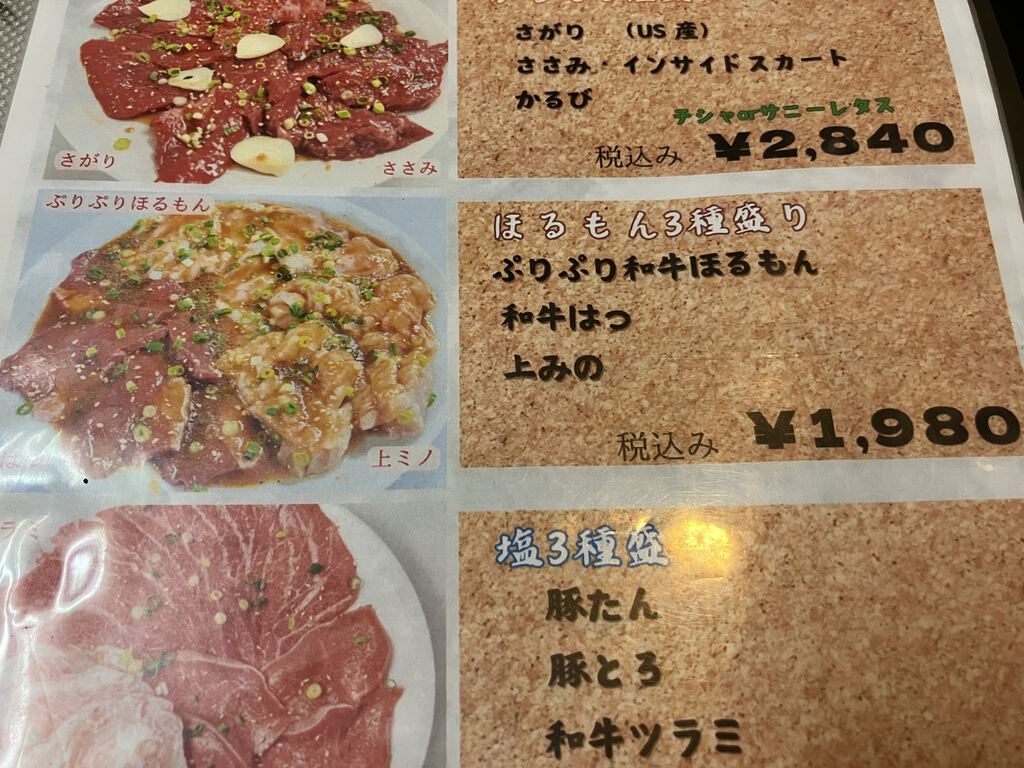 さがり (US産)
ささみ・インサイドスカート
かるび
テシャorサニーレタス
税込み ¥2,840
さがり
ささみ
ぷりぷりほるもん
上ミノ
ほるもん3種盛り
ぷりぷり和牛ほるもん
和牛はつ
上みの
税込み ¥1,980
塩3種盛
豚たん
豚とろ
和牛ツラミ